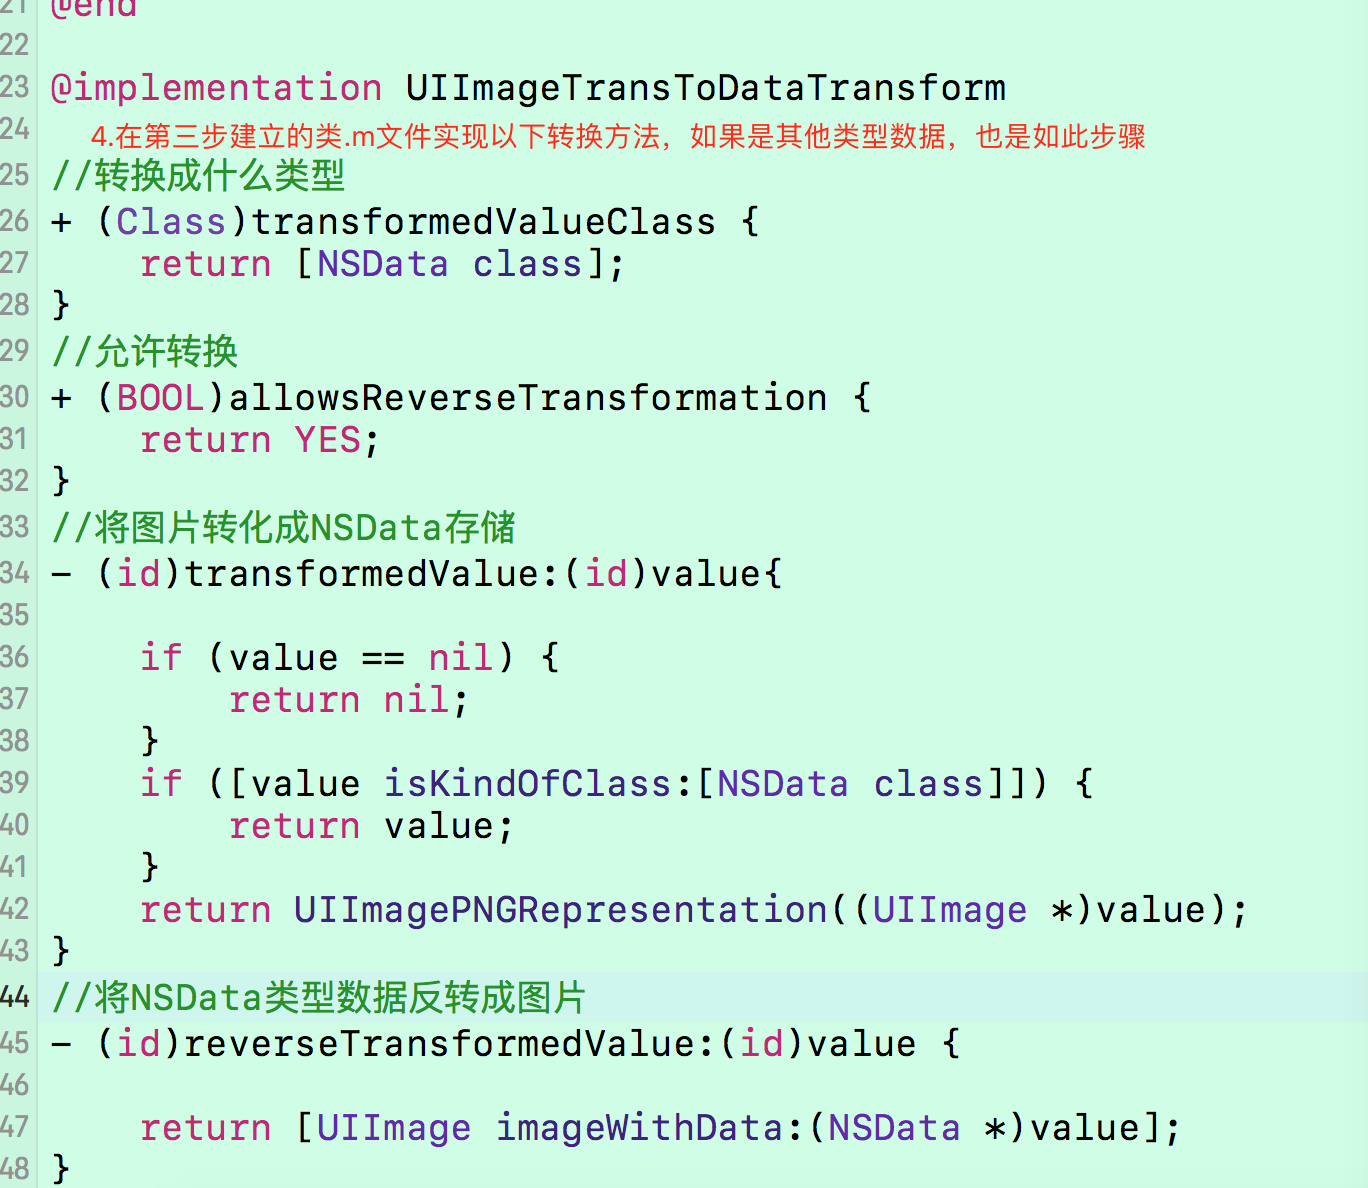 21 @end
22
23 @implementation UIImageTransToDataTransform
24 4.在第三步建立的类.m文件实现以下转换方法，如果是其他类型数据，也是如此步骤
25 //转换成什么类型
26 + (Class)transformedValueClass {
27     return [NSData class];
28 }
29 //允许转换
30 + (BOOL)allowsReverseTransformation {
31     return YES;
32 }
33 //将图片转化成NSData存储
34 - (id)transformedValue:(id)value{
35
36     if (value == nil) {
37         return nil;
38     }
39     if ([value isKindOfClass:[NSData class]]) {
40         return value;
41     }
42     return UIImagePNGRepresentation((UIImage *)value);
43 }
44 //将NSData类型数据反转成图片
45 - (id)reverseTransformedValue:(id)value {
46
47     return [UIImage imageWithData:(NSData *)value];
48 }